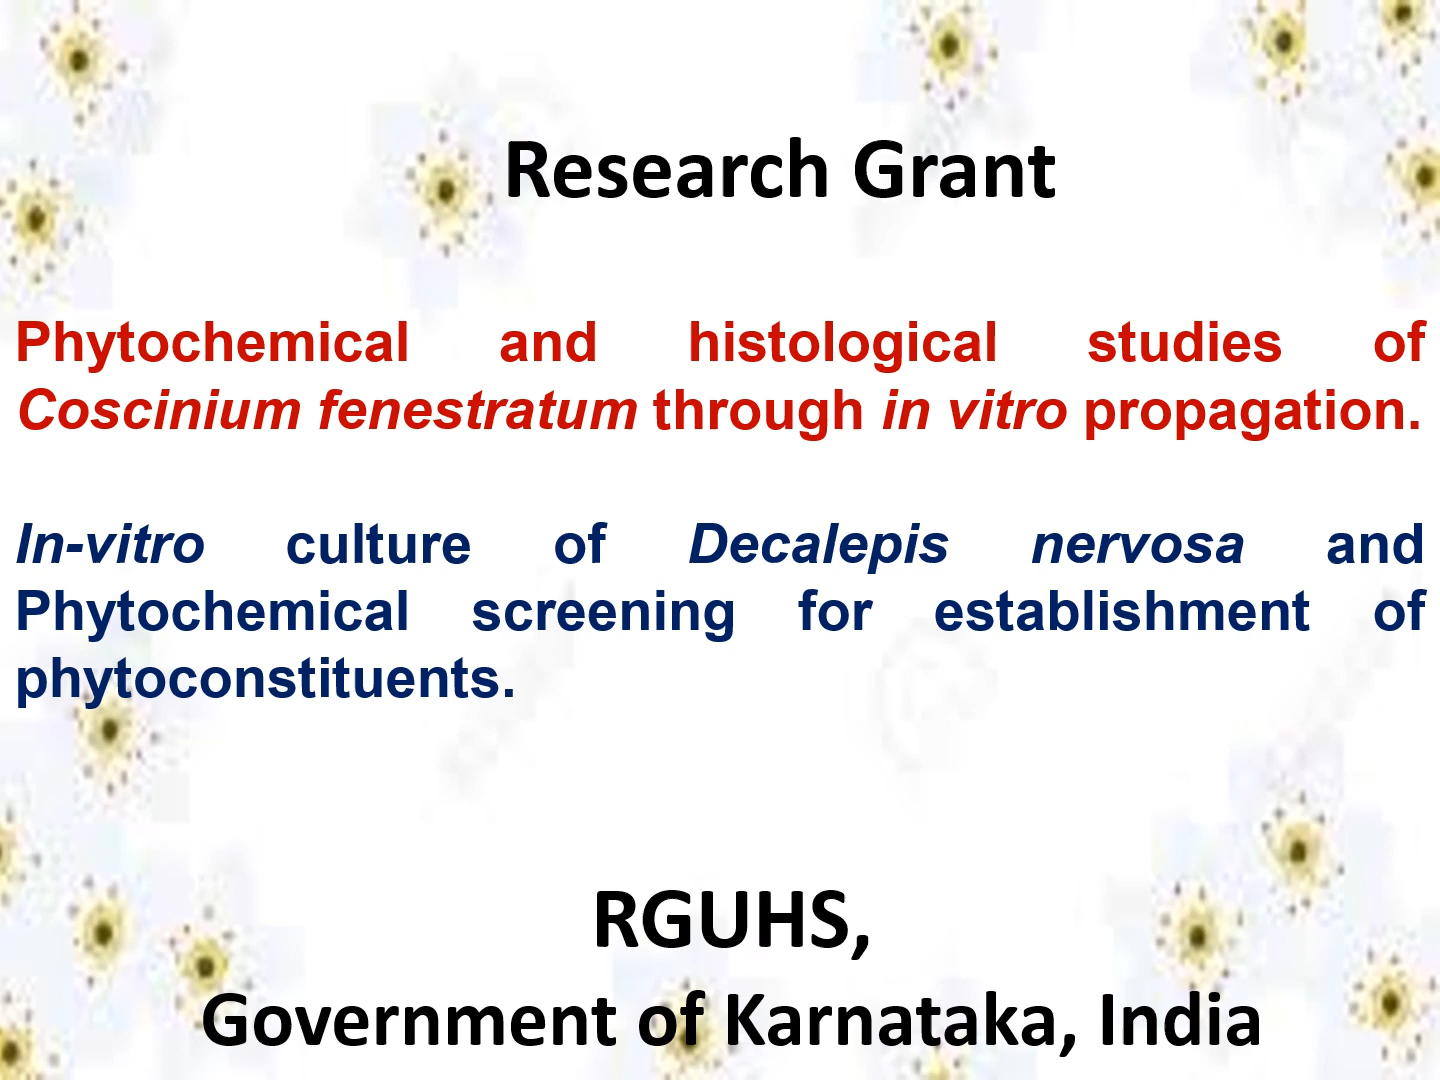 Research Grant
Phytochemical and histological studies of
Coscinium fenestratum through in vitro propagation.
In-vitro culture of Decalepis nervosa and
Phytochemical screening for establishment of
phytoconstituents.
RGUHS,
Government of Karnataka, India